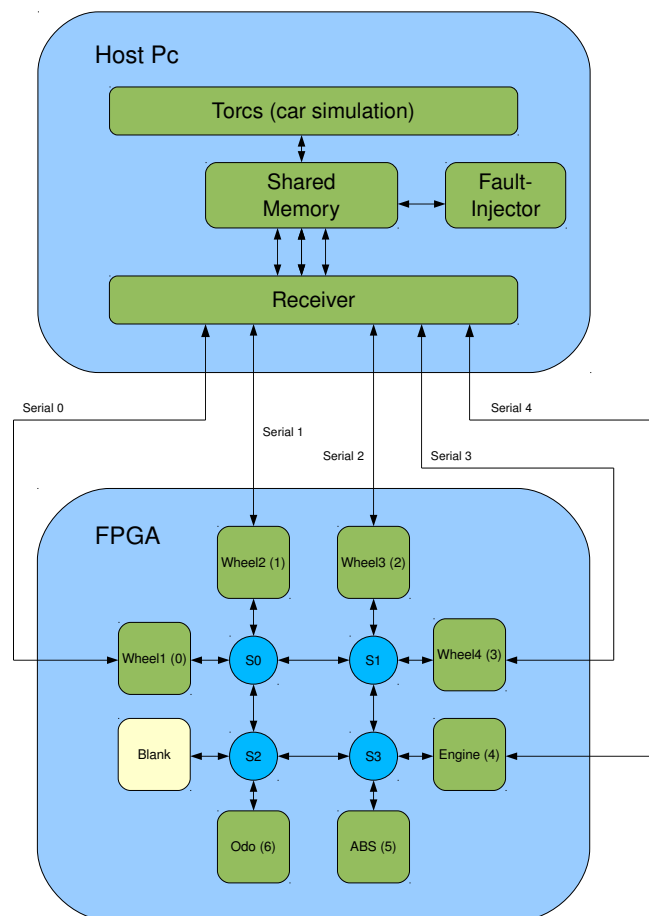 Host Pc
Torcs (car simulation)
Shared
Memory
Fault-
Injector
Receiver
Serial 0
Serial 1
Serial 2
Serial 3
Serial 4
FPGA
Wheel2 (1)
Wheel3 (2)
Wheel1 (0)
S0
S1
Wheel4 (3)
Blank
S2
S3
Engine (4)
Odo (6)
ABS (5)